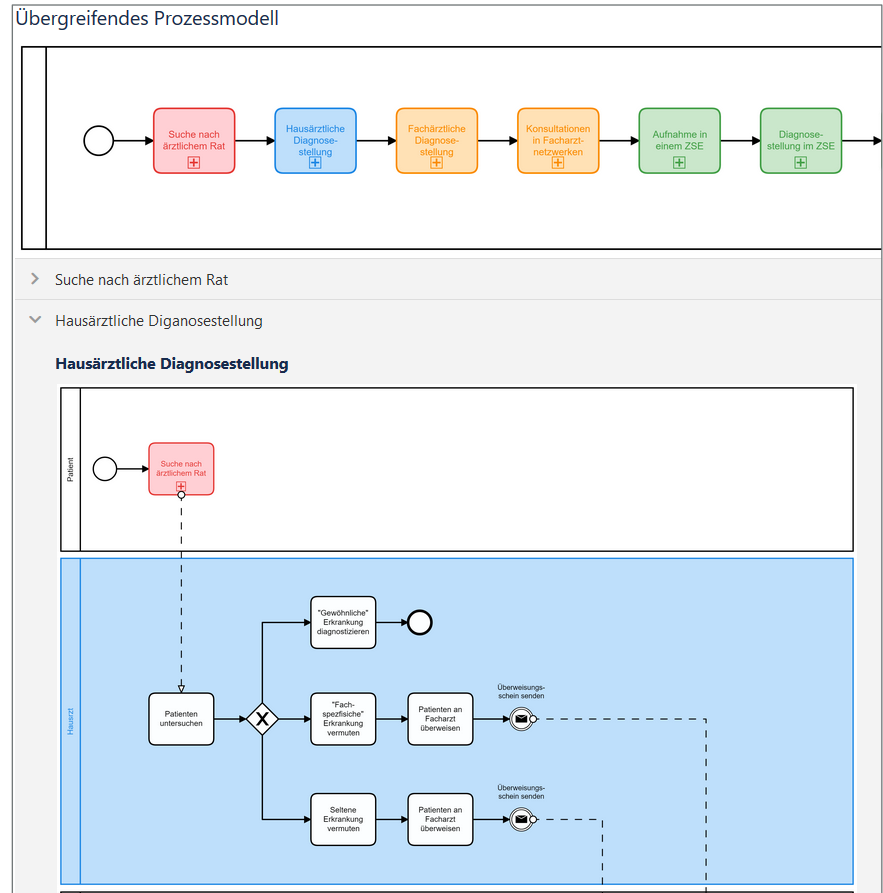 Übergreifendes Prozessmodell
Suche nach
ärztlichem Rat
Hausärztliche
Diagnose-
stellung
Fachärztliche
Diagnose-
stellung
Konsultationen
in Facharzt-
netzwerken
Aufnahme in
einem ZSE
Diagnose-
stellung im ZSE
Suche nach ärztlichem Rat
Hausärztliche Diganosestellung
Hausärztliche Diagnosestellung
Patient
Suche nach
ärztlichem Rat
Hausrzt
"Gewöhnliche"
Erkrankung
diagnostizieren
Patienten
untersuchen
"Fach-
spezfisiche"
Erkrankung
vermuten
Patienten an
Facharzt
überweisen
Überweisungs-
schein senden
Seltene
Erkrankung
vermuten
Patienten an
Facharzt
überweisen
Überweisungs-
schein senden